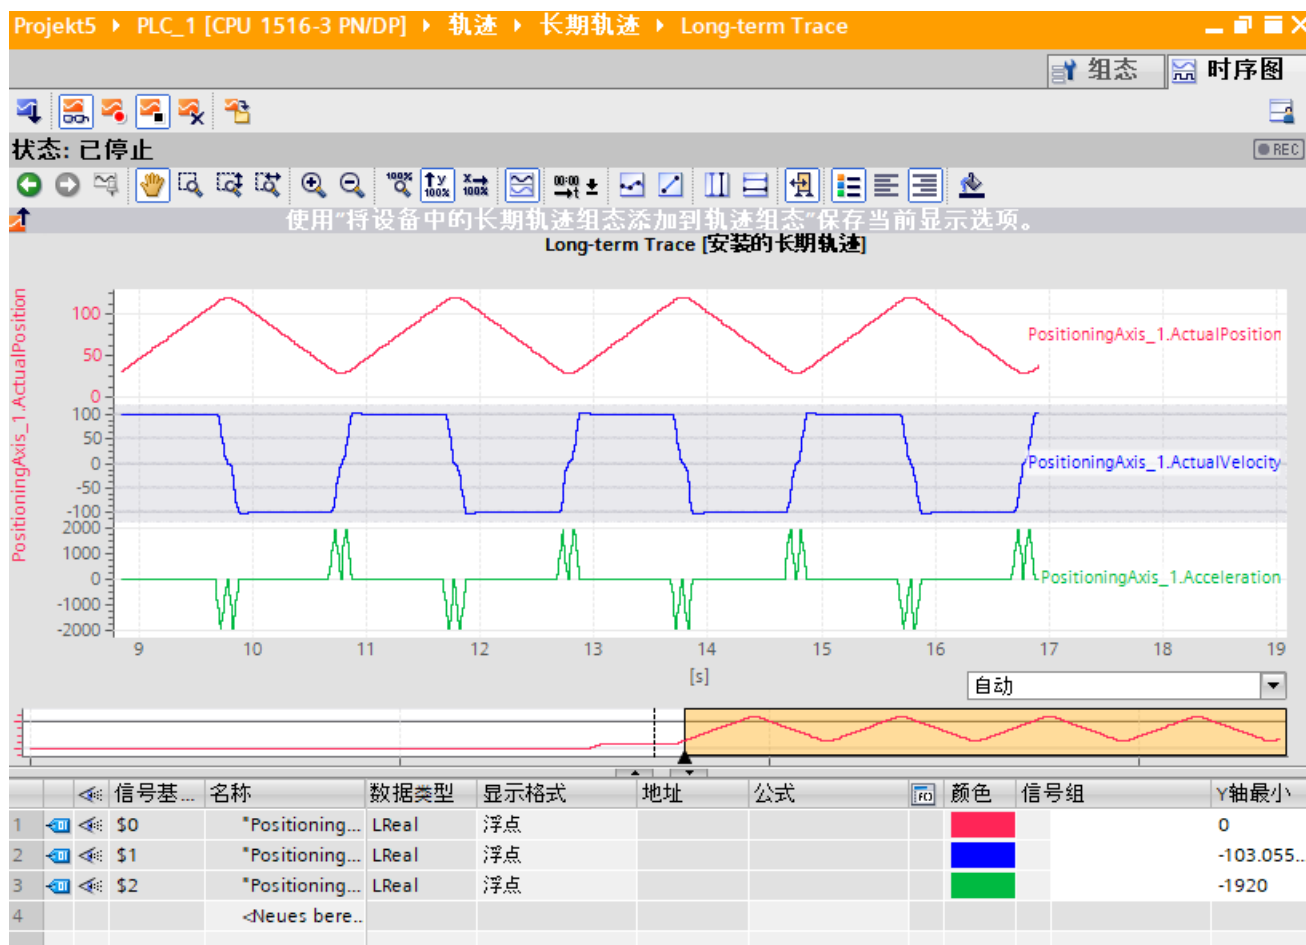 Projekt5 ▸ PLC_1 [CPU 1516-3 PN/DP] ▸ 轨迹 ▸ 长期轨迹 ▸ Long-term Trace
组态 时序图
状态: 已停止
REC
使用“将设备中的长期轨迹组态添加到轨迹组态”保存当前显示选项。
Long-term Trace [安装的长期轨迹]
PositioningAxis_1.ActualPosition
100
50
0
PositioningAxis_1.ActualPosition
100
50
0
-50
-100
PositioningAxis_1.ActualVelocity
2000
1000
0
-1000
-2000
PositioningAxis_1.Acceleration
9 10 11 12 13 14 15 16 17 18 19
[s]
自动
信号基... 名称 数据类型 显示格式 地址 公式 颜色 信号组 Y轴最小
1 $0 "Positioning... LReal 浮点 0
2 $1 "Positioning... LReal 浮点 -103.055...
3 $2 "Positioning... LReal 浮点 -1920
4 <Neues bere..